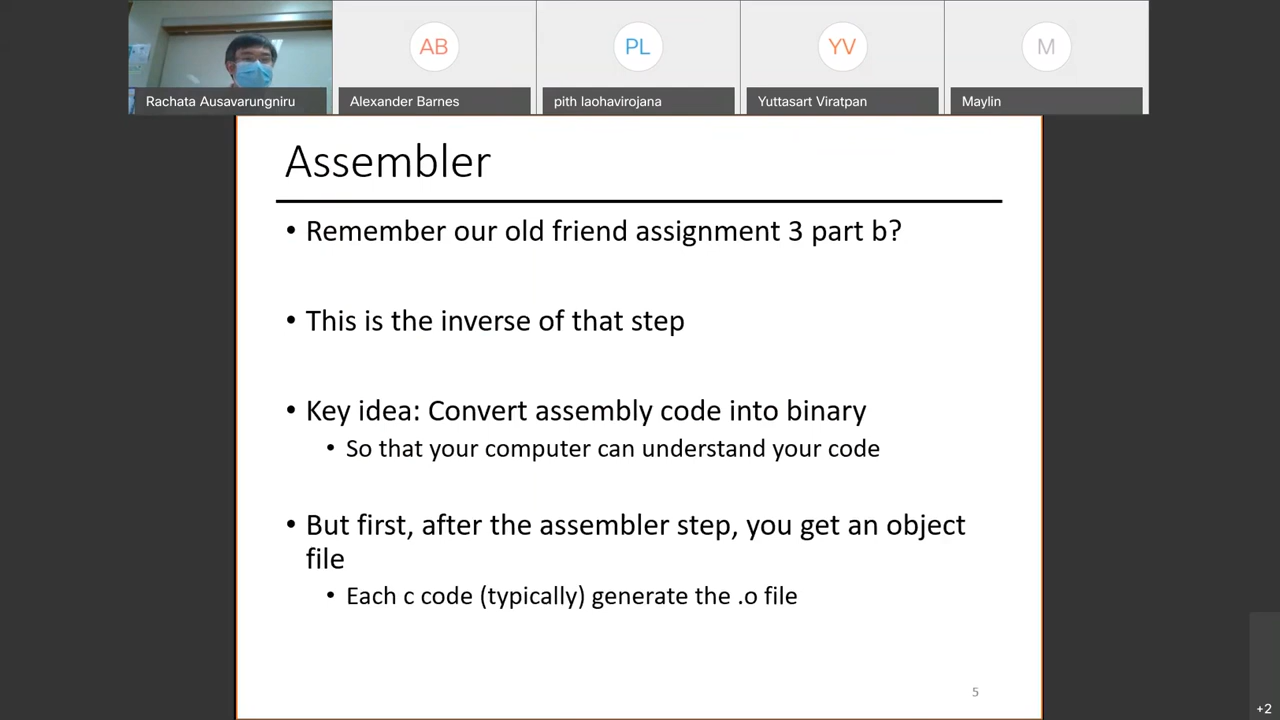 AB
PL
YV
M
Rachata Ausavarungniru
Alexander Barnes
pith laohavirojana
Yuttasart Viratpan
Maylin
Assembler
• Remember our old friend assignment 3 part b?
• This is the inverse of that step
• Key idea: Convert assembly code into binary
• So that your computer can understand your code
• But first, after the assembler step, you get an object
file
• Each c code (typically) generate the .o file
5
+2